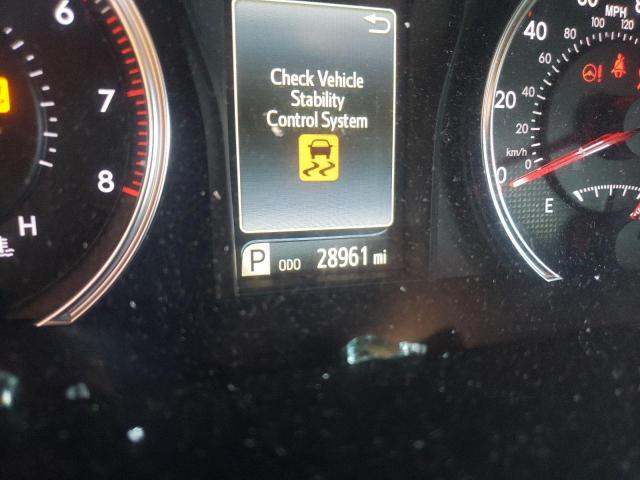 6
7
8
H
Check Vehicle
Stability
Control System
P ODO 28961 mi
MPH
100 120
80
60
40
20
0
km/h
40
20
0
E